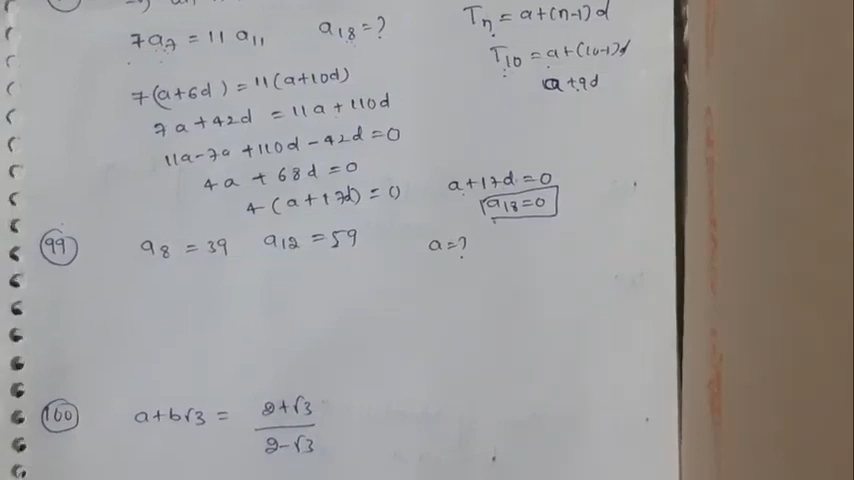 7a₇ = 11 a₁₁ a₁₈ = ?
7(a+6d) = 11(a+10d)
7a+42d = 11a+110d
11a-7a+110d-42d=0
4a + 68d = 0
4(a+17d) = 0
a+17d=0
a₁₈=0
Tₙ = a+(n-1)d
T₁₀ = a+(10-1)d
a+9d
99 a₈ = 39 a₁₂ = 59 a=?
100 a+b√3 = 2+√3
2-√3